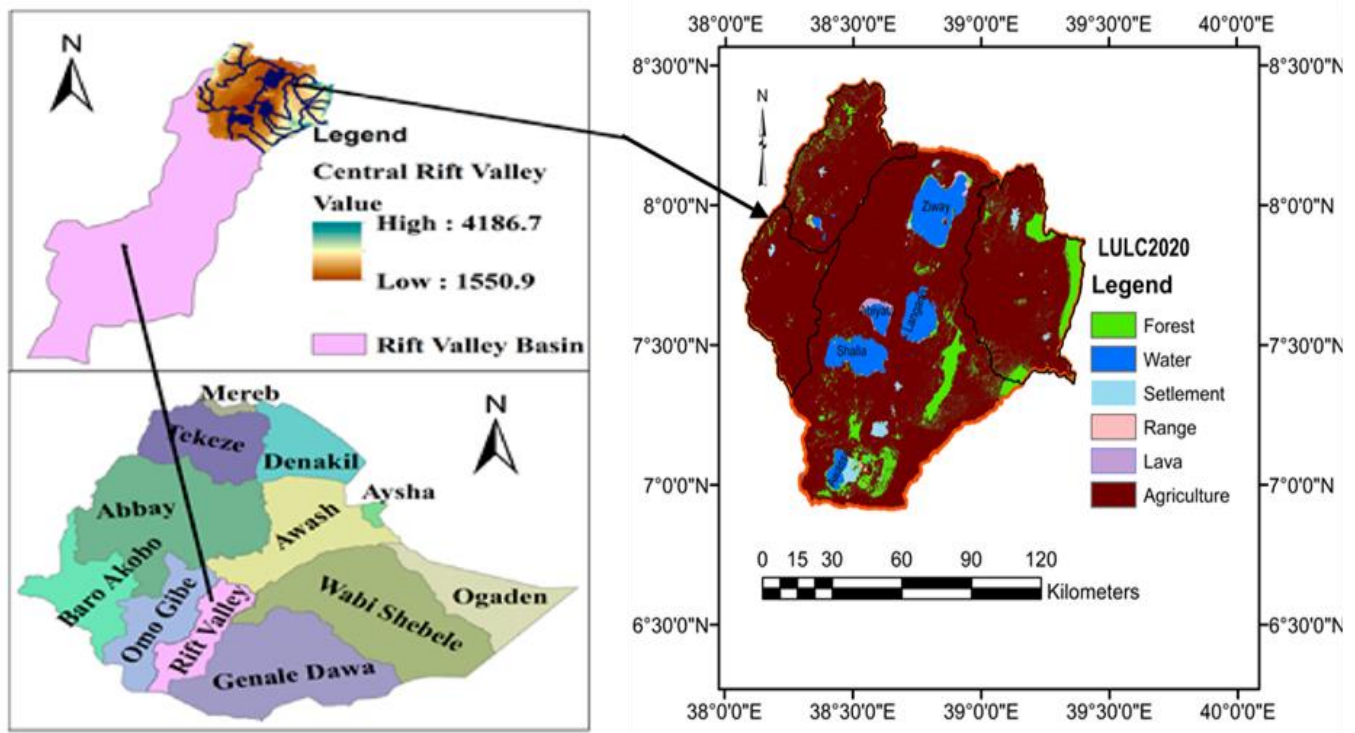 N
Legend
Central Rift Valley
Value
High : 4186.7
Low : 1550.9
Rift Valley Basin
Mereb
N
Tekeze
Denakil
Aysha
Abbay
Awash
Baro Akobo
Omo Gibe
Rift Valley
Wabi Shebele
Ogaden
Genale Dawa
38°0'0"E 38°30'0"E 39°0'0"E 39°30'0"E 40°0'0"E
8°30'0"N 8°30'0"N
N
8°0'0"N 8°0'0"N
Ziway
LULC2020
Legend
Forest
Water
Setlement
Range
Lava
Agriculture
7°30'0"N 7°30'0"N
Shalla
7°0'0"N 7°0'0"N
0 15 30 60 90 120
Kilometers
6°30'0"N 6°30'0"N
38°0'0"E 38°30'0"E 39°0'0"E 39°30'0"E 40°0'0"E